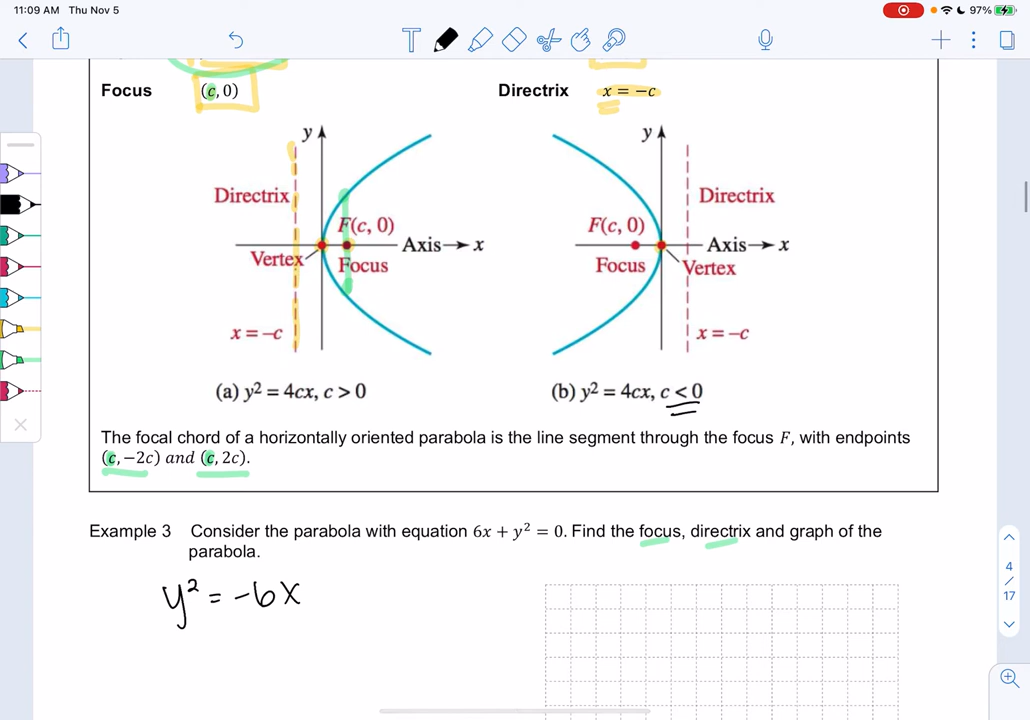 11:09 AM Thu Nov 5
97%
T
Focus (c, 0) Directrix x = −c
y y
Directrix Directrix
F(c, 0) F(c, 0)
Axis x Axis x
Vertex Focus Focus Vertex
x = −c x = −c
(a) y² = 4cx, c > 0 (b) y² = 4cx, c < 0
The focal chord of a horizontally oriented parabola is the line segment through the focus F, with endpoints
(c, −2c) and (c, 2c).
Example 3 Consider the parabola with equation 6x + y² = 0. Find the focus, directrix and graph of the
parabola.
y² = -6x
4
/
17